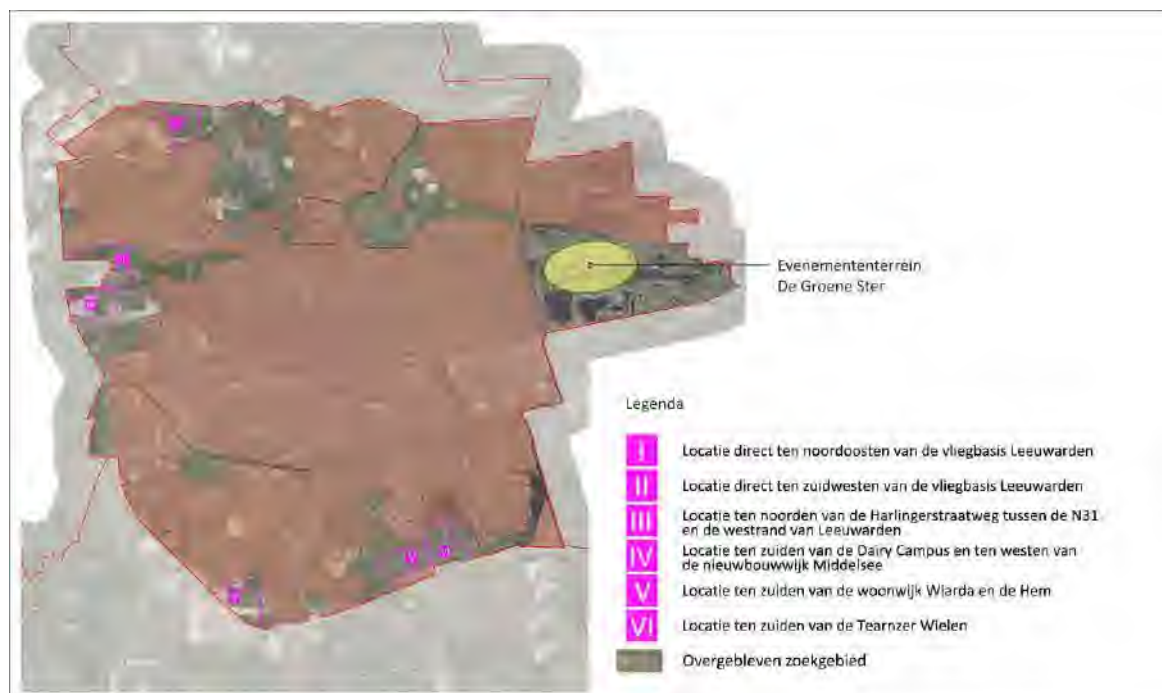 Evenemententerrein
De Groene Ster
Legenda
I Locatie direct ten noordoosten van de vliegbasis Leeuwarden
II Locatie direct ten zuidwesten van de vliegbasis Leeuwarden
III Locatie ten noorden van de Harlingerstraatweg tussen de N31
en de westrand van Leeuwarden
IV Locatie ten zuiden van de Dairy Campus en ten westen van
de nieuwbouwwijk Middelsee
V Locatie ten zuiden van de woonwijk Wiarda en de Hem
VI Locatie ten zuiden van de Tearnzer Wielen
Overgebleven zoekgebied